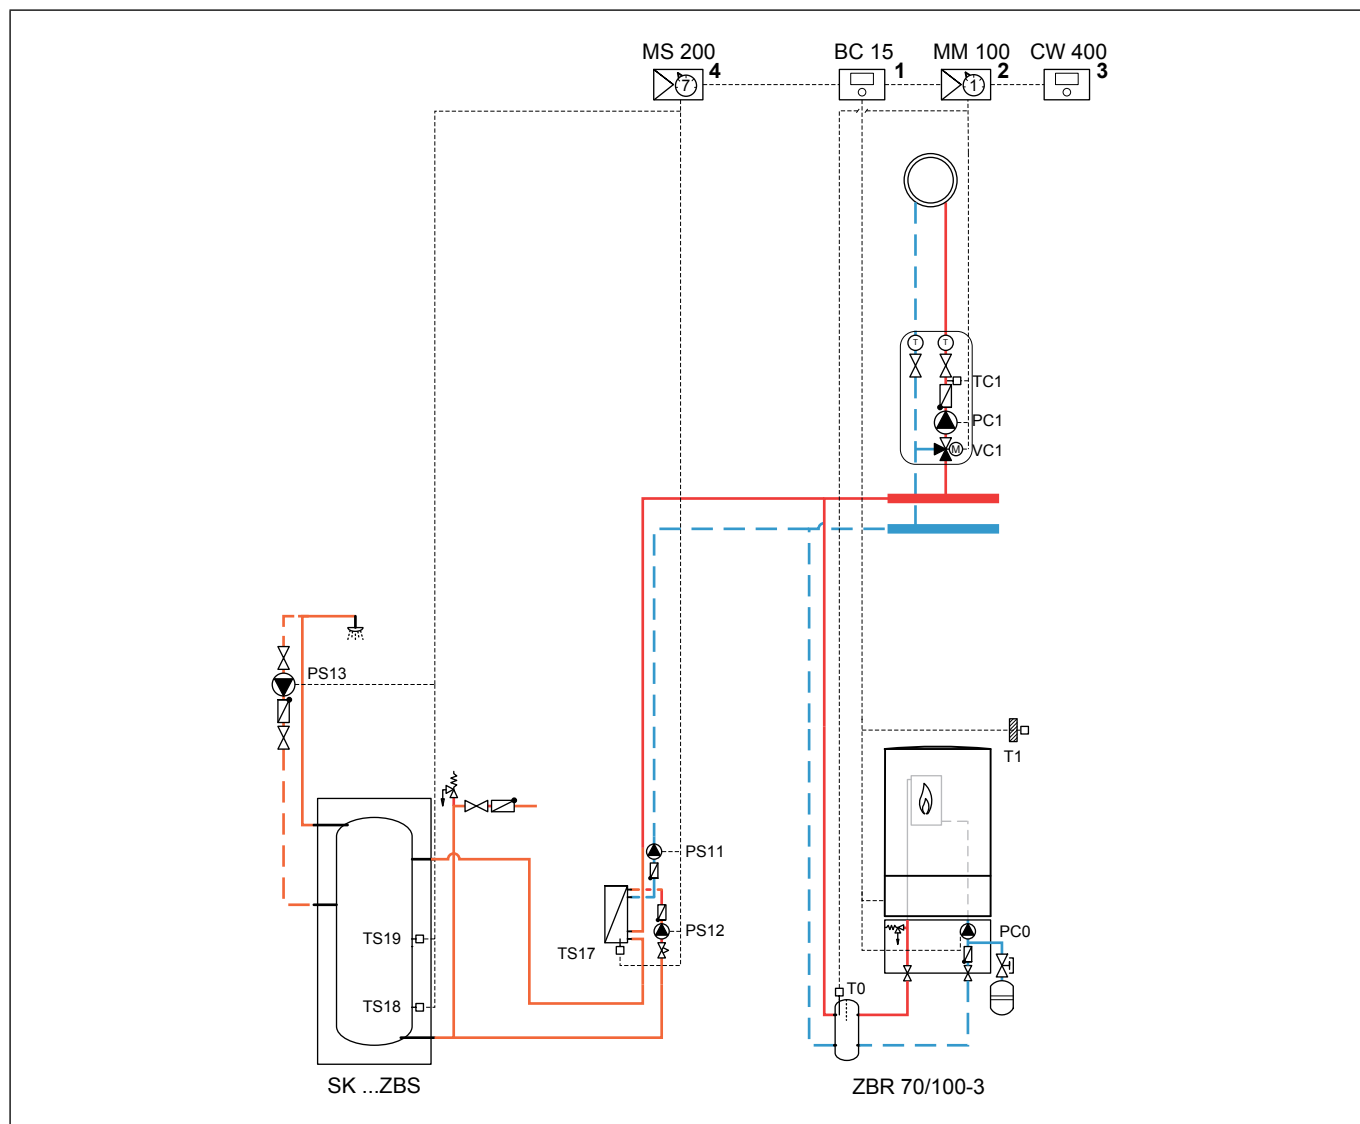 MS 200 BC 15 MM 100 CW 400
4 1 2 3
7 1
T T
TC1
PC1
M VC1
PS13
T1
PS11
PC0
PS12
TS19
TS17
T0
TS18
SK ...ZBS
ZBR 70/100-3